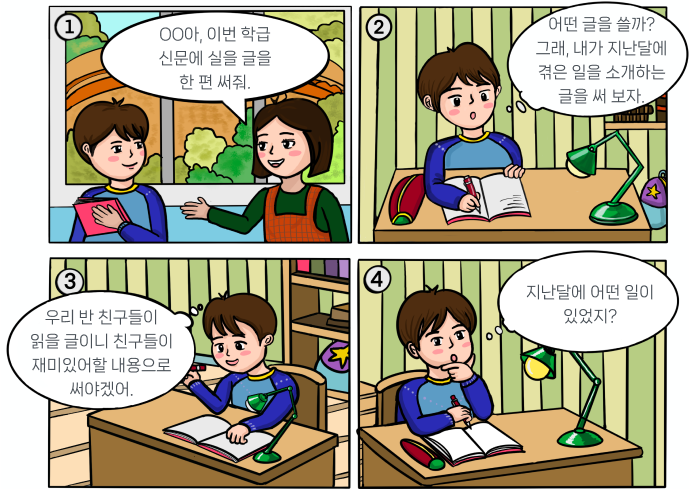 1
OO아, 이번 학급
신문에 실을 글을
한 편 써줘.
2
어떤 글을 쓸까?
그래, 내가 지난달에
겪은 일을 소개하는
글을 써 보자.
3
우리 반 친구들이
읽을 글이니 친구들이
재미있어할 내용으로
써야겠어.
4
지난달에 어떤 일이
있었지?